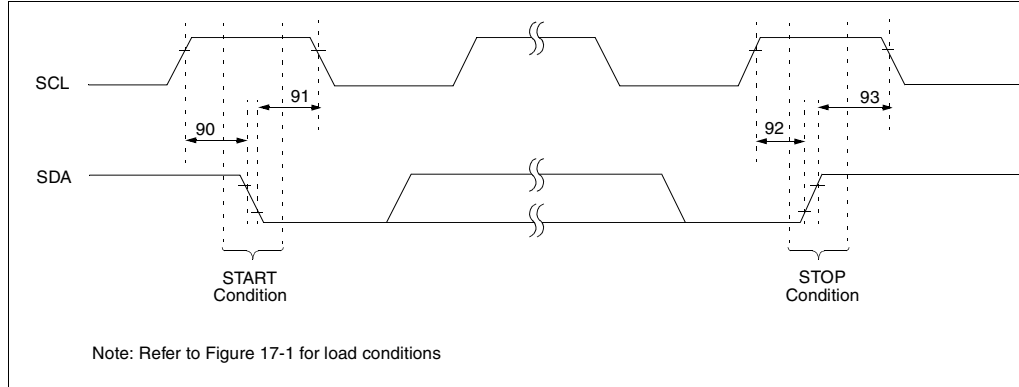 SCL
91
93
90
92
SDA
START
Condition
STOP
Condition
Note: Refer to Figure 17-1 for load conditions